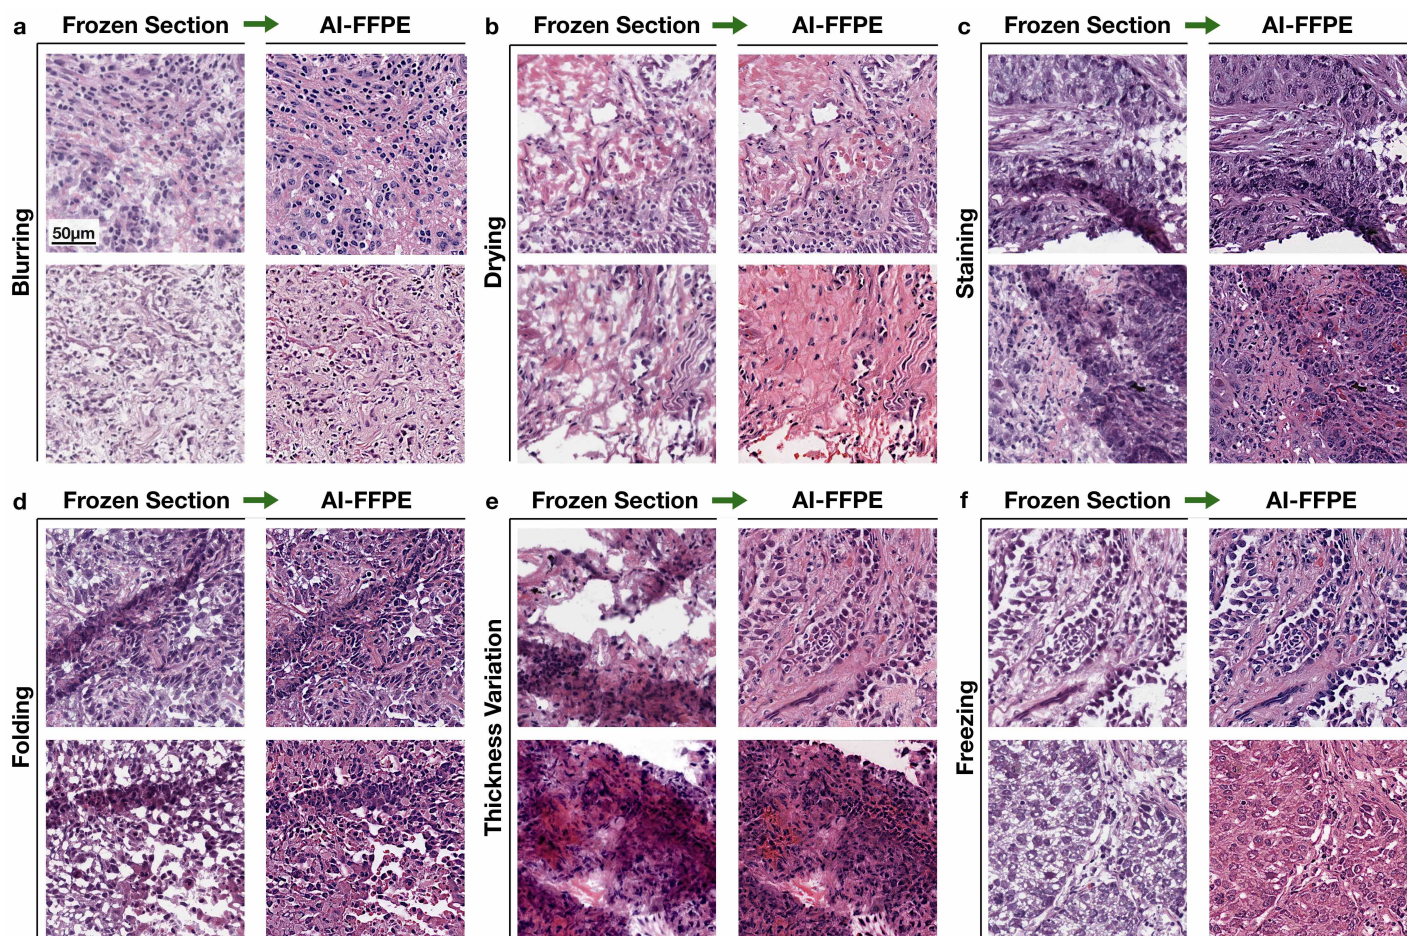 a Frozen Section AI-FFPE
Blurring
50µm
b Frozen Section AI-FFPE
Drying
c Frozen Section AI-FFPE
Staining
d Frozen Section AI-FFPE
Folding
e Frozen Section AI-FFPE
Thickness Variation
f Frozen Section AI-FFPE
Freezing